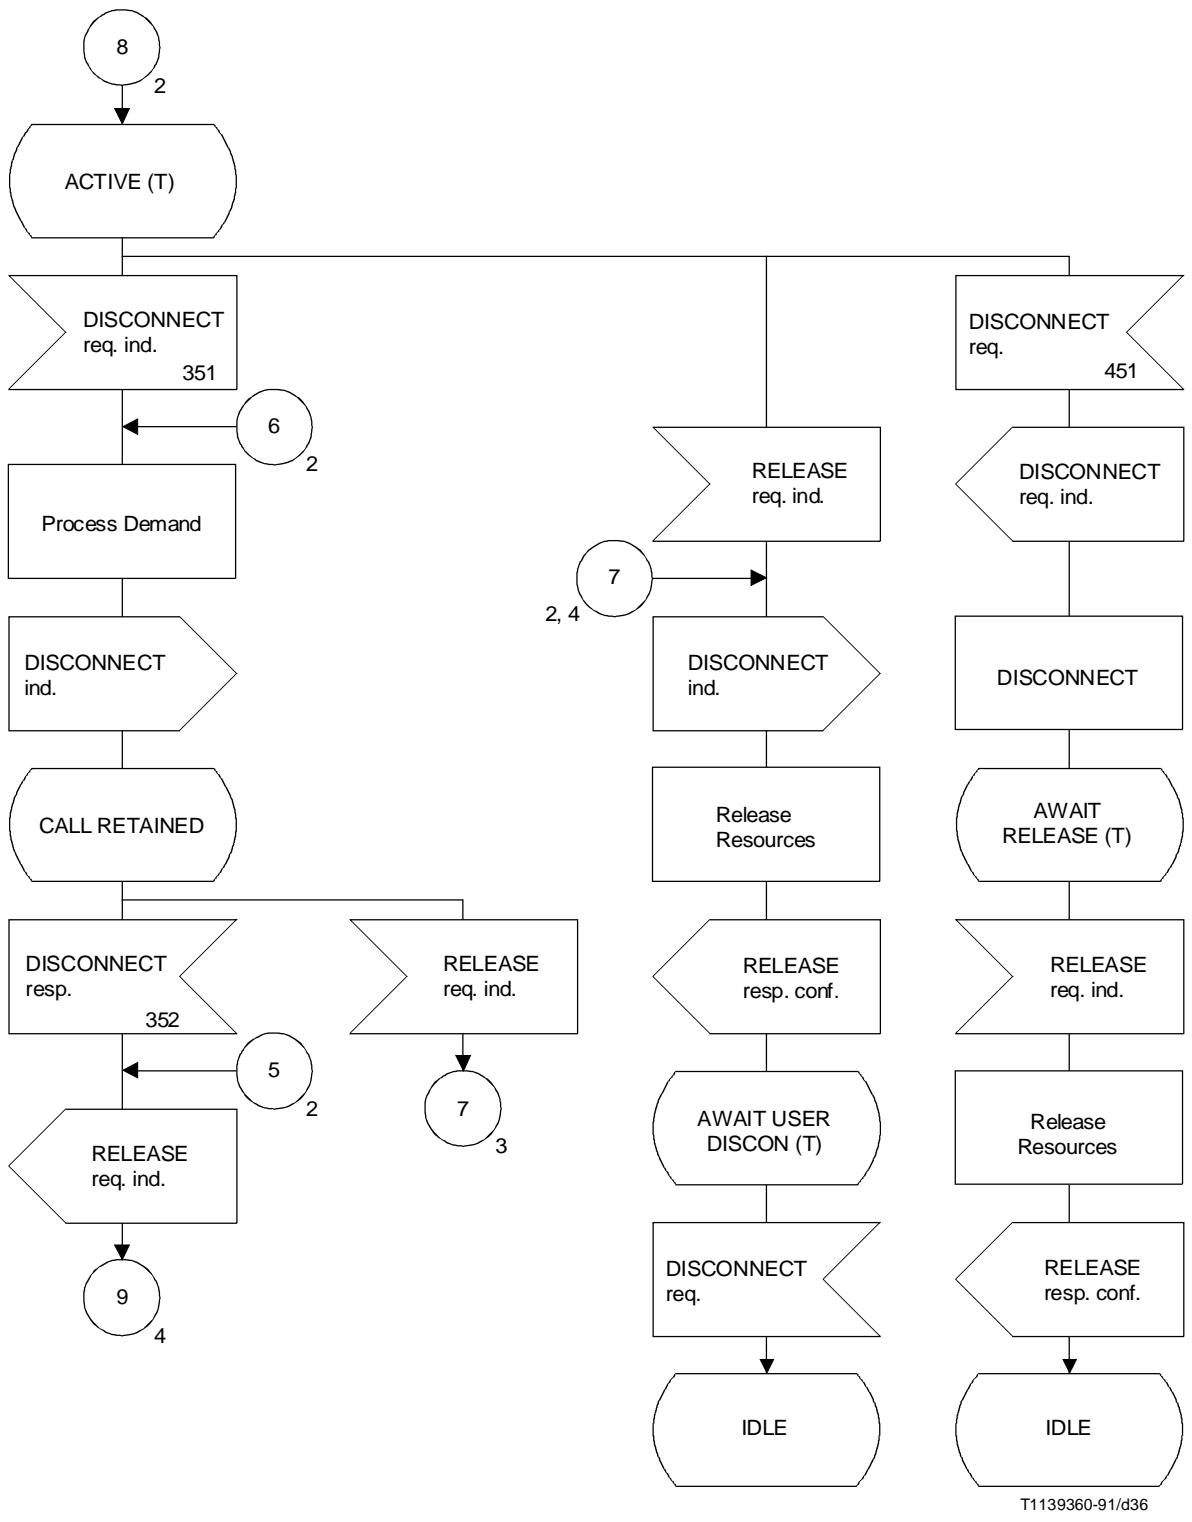 8
2
ACTIVE (T)
DISCONNECT
req. ind.
351
6
2
Process Demand
DISCONNECT
ind.
CALL RETAINED
DISCONNECT
resp.
352
5
2
RELEASE
req. ind.
9
4
RELEASE
req. ind.
7
3
RELEASE
req. ind.
7
2, 4
DISCONNECT
ind.
Release
Resources
RELEASE
resp. conf.
AWAIT USER
DISCON (T)
DISCONNECT
req.
IDLE
DISCONNECT
req.
451
DISCONNECT
req. ind.
DISCONNECT
AWAIT
RELEASE (T)
RELEASE
req. ind.
Release
Resources
RELEASE
resp. conf.
IDLE
T1139360-91/d36